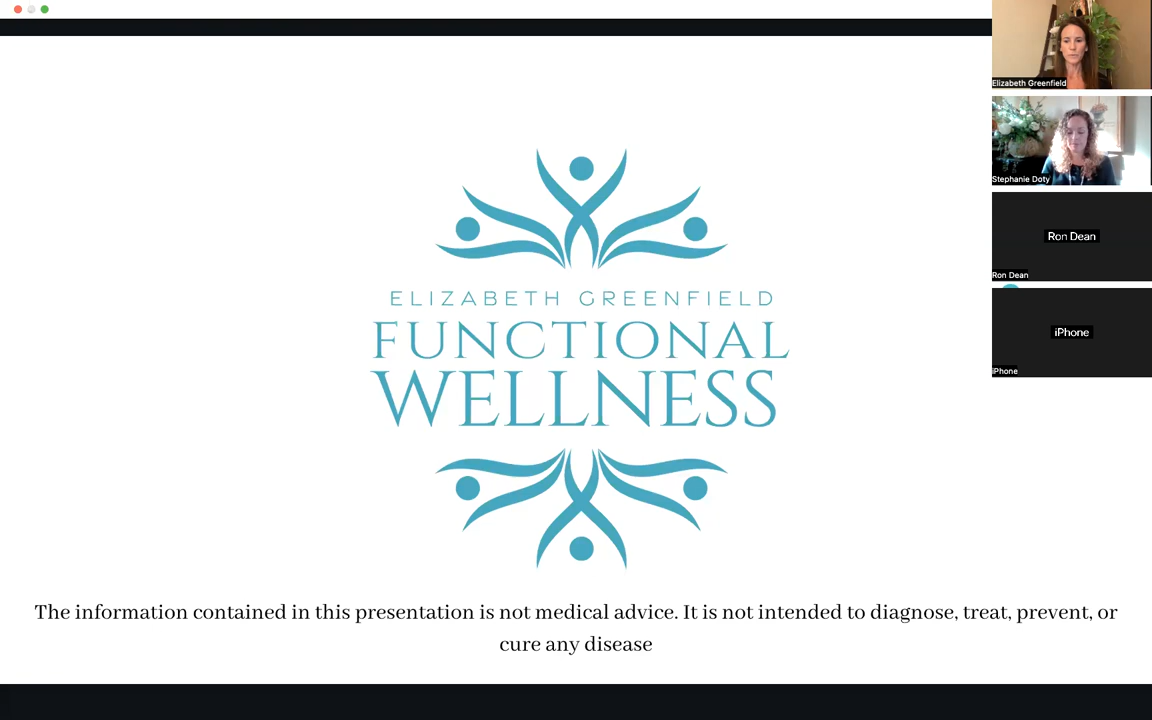 Elizabeth Greenfield
Stephanie Doty
Ron Dean
Ron Dean
iPhone
iPhone
ELIZABETH GREENFIELD
FUNCTIONAL
WELLNESS
The information contained in this presentation is not medical advice. It is not intended to diagnose, treat, prevent, or
cure any disease